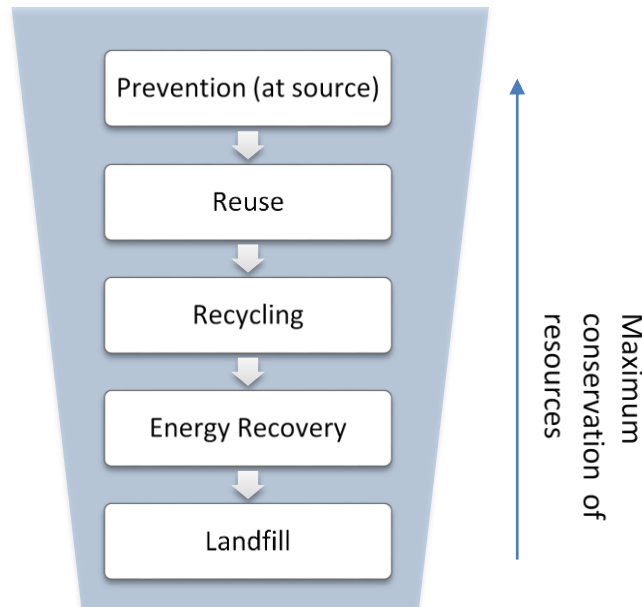 Prevention (at source)
Reuse
Recycling
Energy Recovery
Landfill
Maximum
conservation of
resources